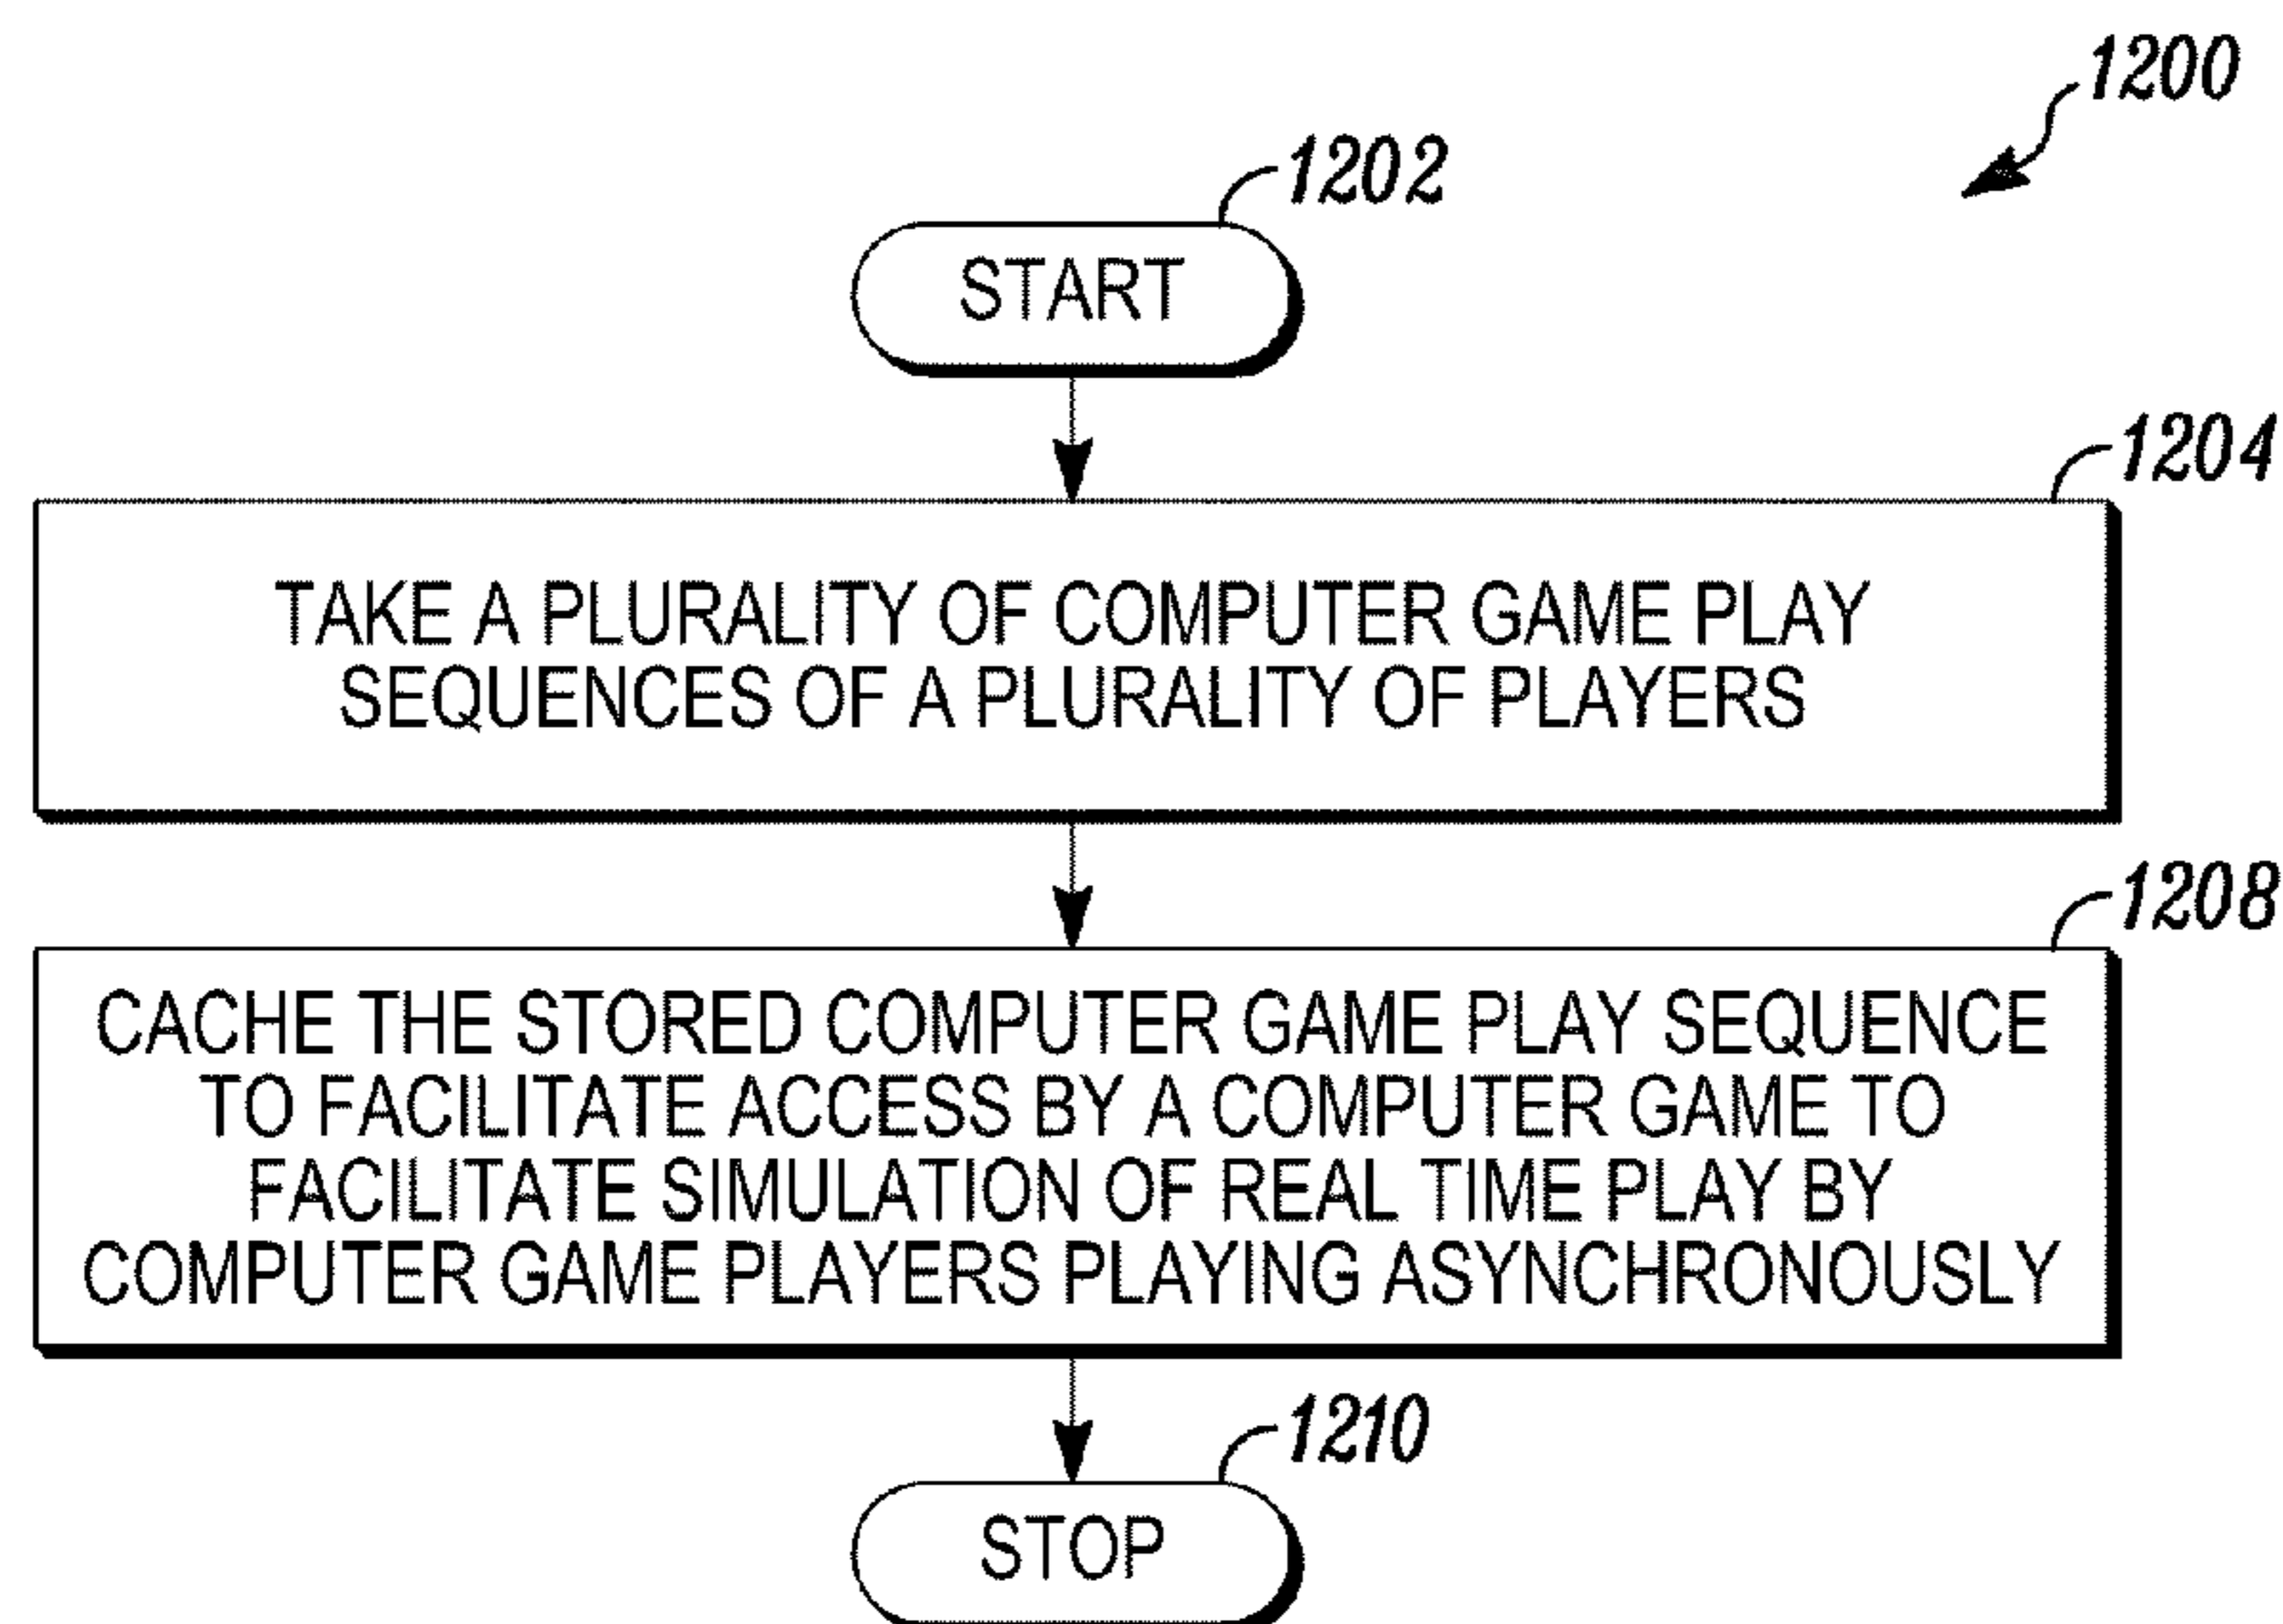 1200
1202
START
1204
TAKE A PLURALITY OF COMPUTER GAME PLAY
SEQUENCES OF A PLURALITY OF PLAYERS
1208
CACHE THE STORED COMPUTER GAME PLAY SEQUENCE
TO FACILITATE ACCESS BY A COMPUTER GAME TO
FACILITATE SIMULATION OF REAL TIME PLAY BY
COMPUTER GAME PLAYERS PLAYING ASYNCHRONOUSLY
1210
STOP